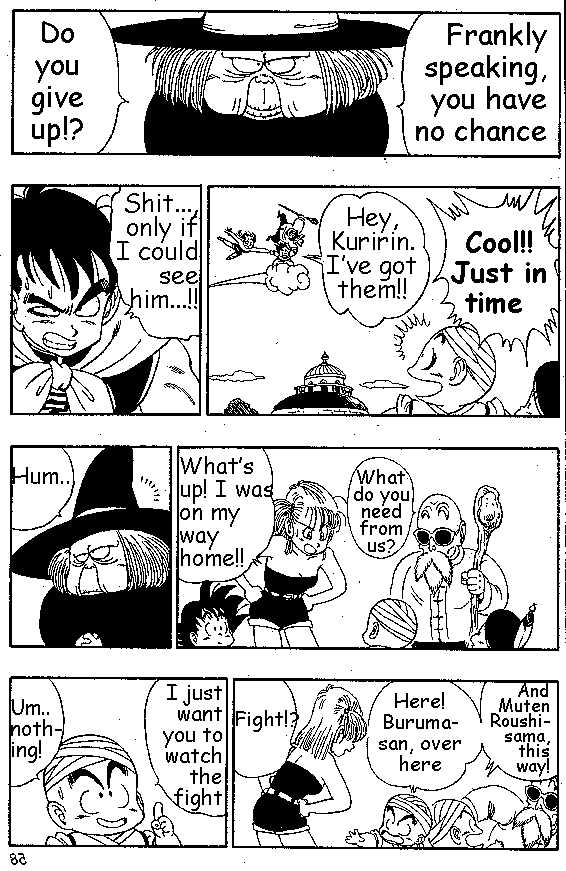 Do
you
give
up!?
Frankly
speaking,
you have
no chance
Shit...,
only if
I could
see
him...!!
Hey,
Kuririn.
I've got
them!!
Cool!!
Just in
time
Hum..
What's
up! I was
on my
way
home!!
What
do you
need
from
us?
Um..
noth-
ing!
I just
want
you to
watch
the
fight
Fight!?
Here!
Buruma-
san, over
here
And
Muten
Roushi-
sama,
this
way!
58